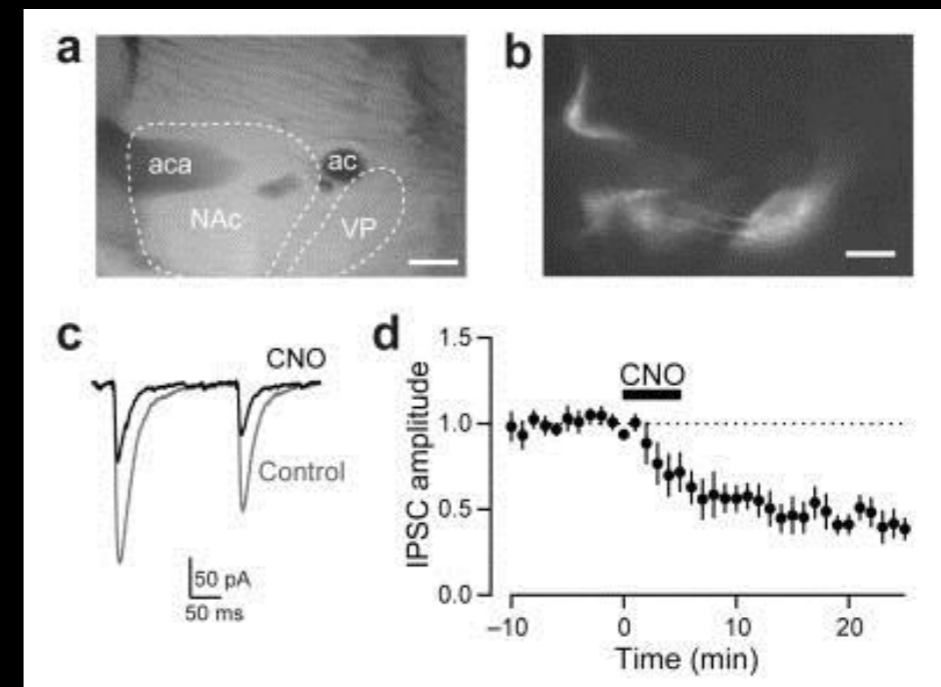 a
aca
ac
NAc
VP
b
c
CNO
Control
50 pA
50 ms
d
1.5
CNO
1.0
0.5
0.0
IPSC amplitude
–10 0 10 20
Time (min)